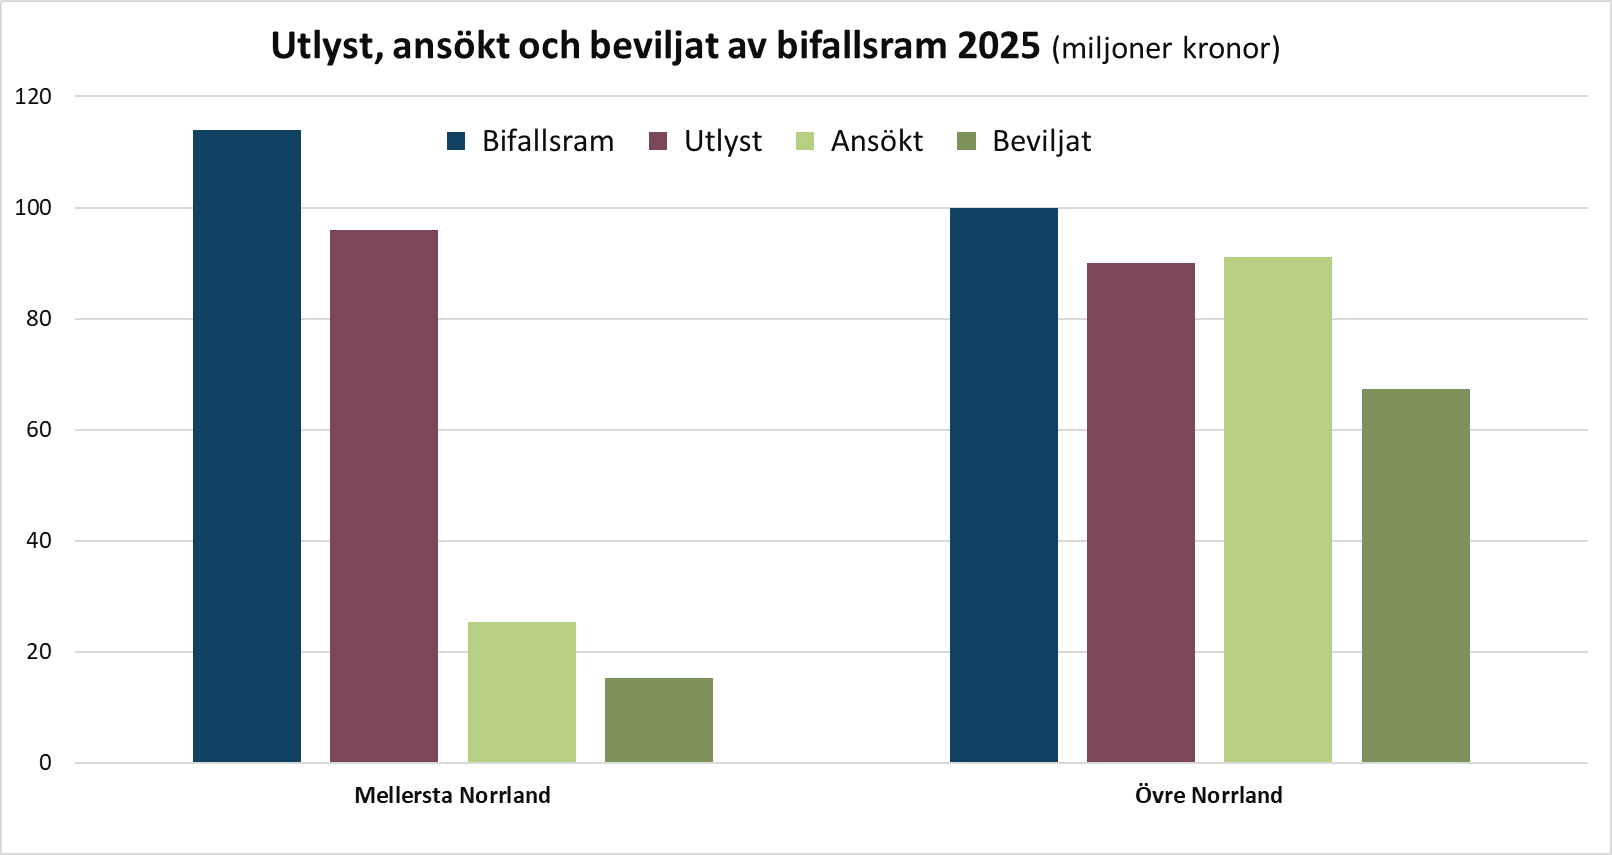 Utlyst, ansökt och beviljat av bifallsram 2025 (miljoner kronor)
120
Bifallsram Utlyst Ansökt Beviljat
100
80
60
40
20
0
Mellersta Norrland Övre Norrland